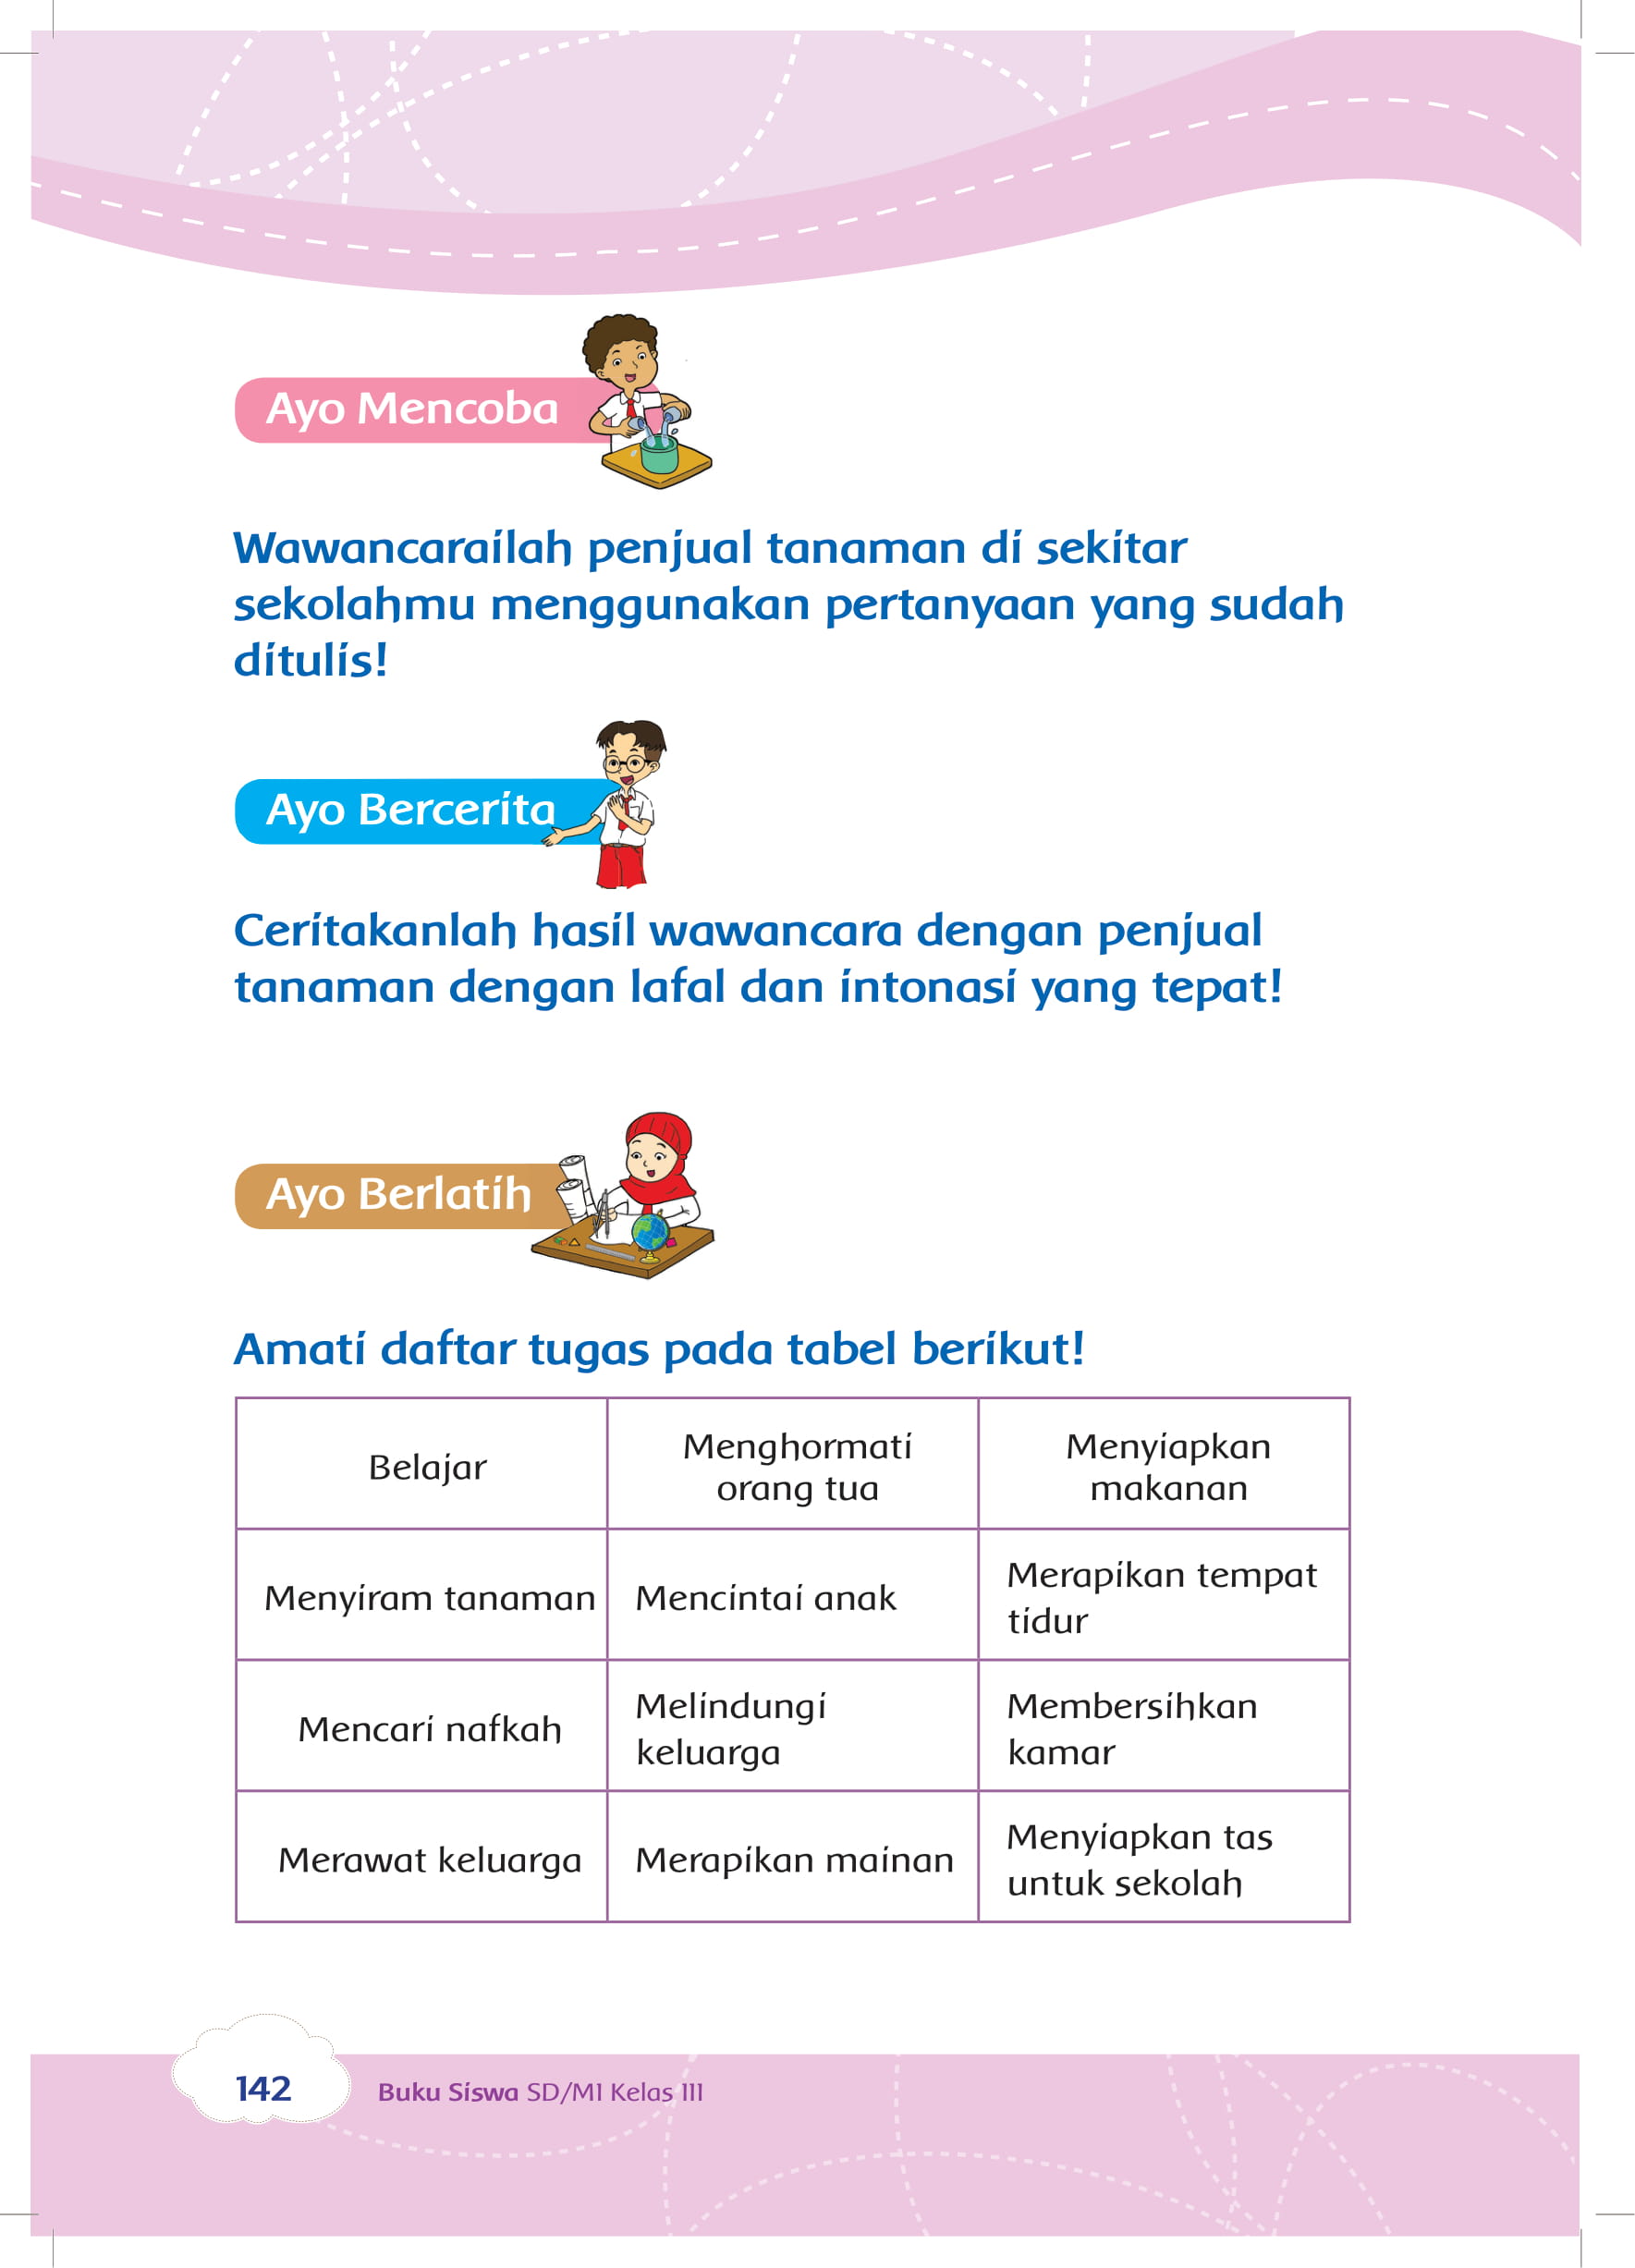 Ayo Mencoba
Wawancarailah penjual tanaman di sekitar
sekolahmu menggunakan pertanyaan yang sudah
ditulis!
Ayo Bercerita
Ceritakanlah hasil wawancara dengan penjual
tanaman dengan lafal dan intonasi yang tepat!
Ayo Berlatih
Amati daftar tugas pada tabel berikut!
Belajar
Menghormati
orang tua
Menyiapkan
makanan
Menyiram tanaman
Mencintai anak
Merapikan tempat
tidur
Mencari nafkah
Melindungi
keluarga
Membersihkan
kamar
Merawat keluarga
Merapikan mainan
Menyiapkan tas
untuk sekolah
142
Buku Siswa SD/MI Kelas III